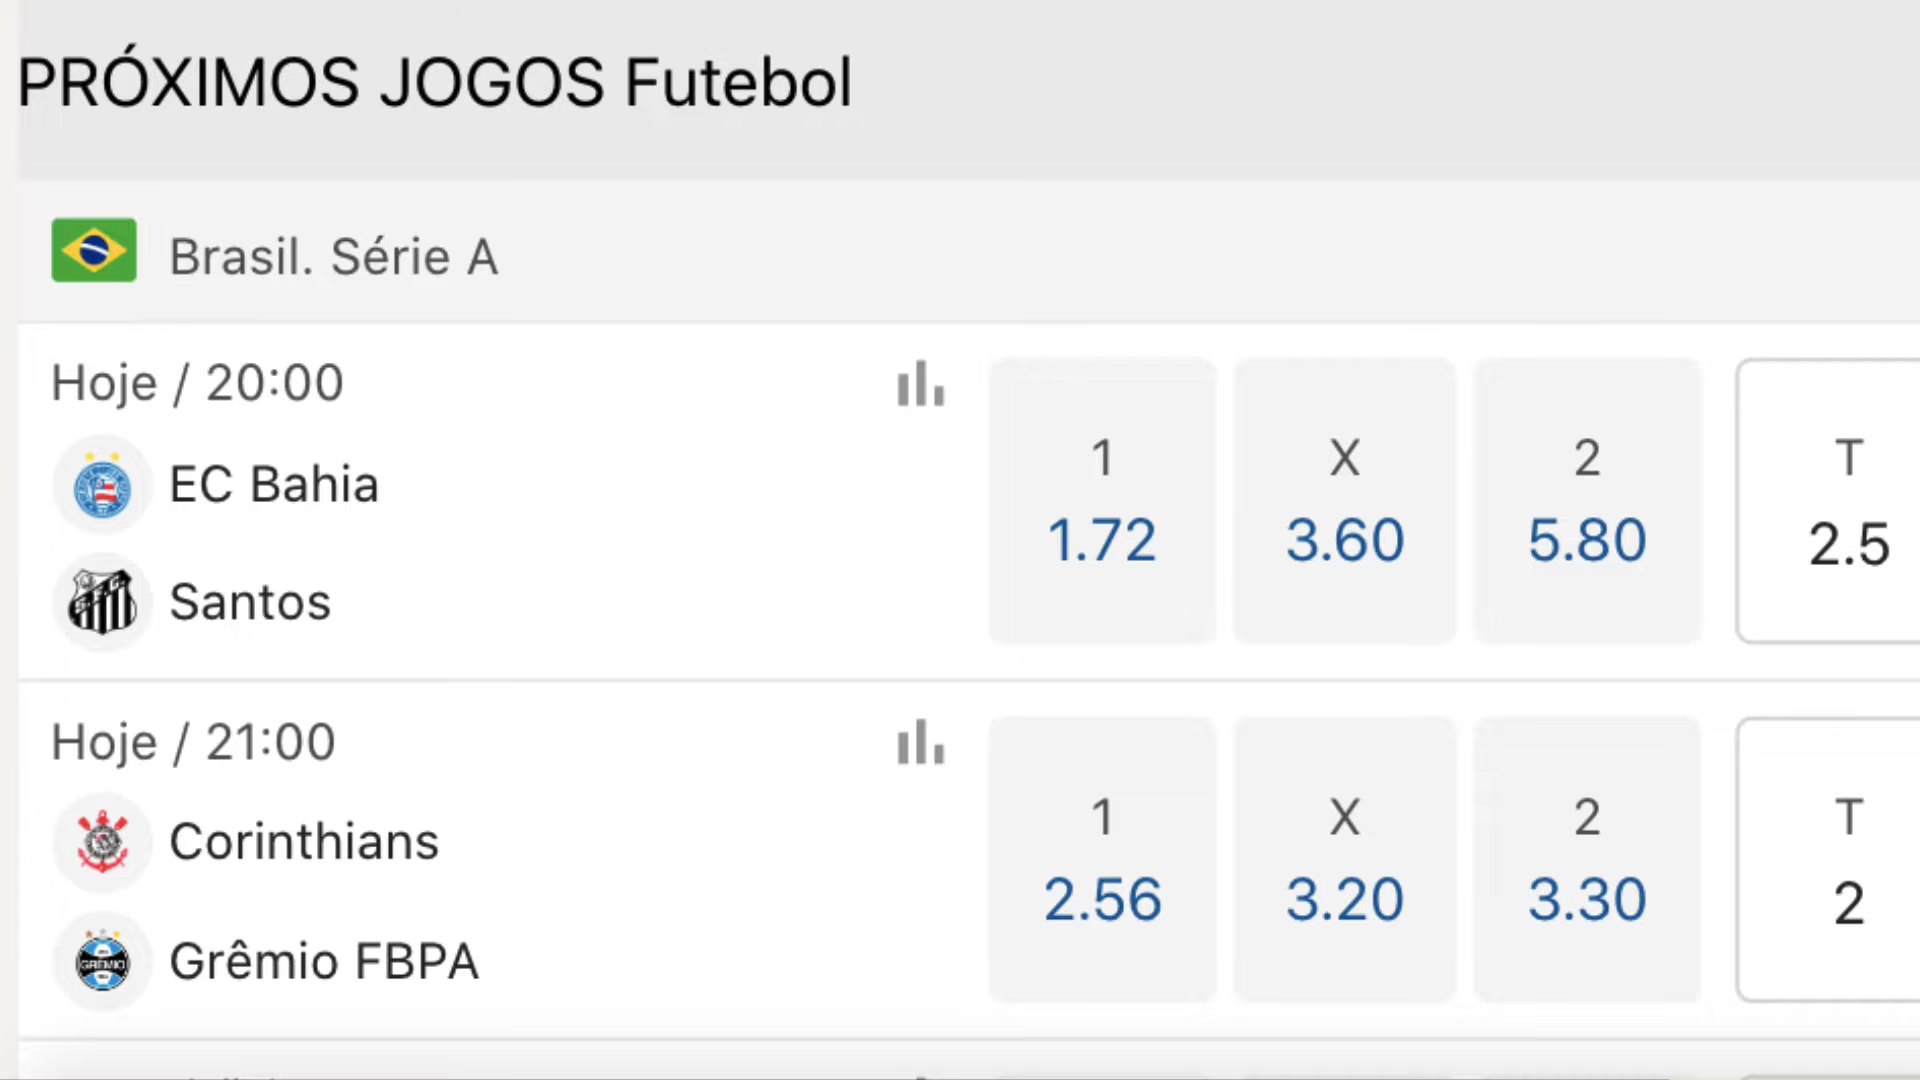 PRÓXIMOS JOGOS Futebol
Brasil. Série A
Hoje / 20:00
EC Bahia
Santos
1 X 2 T
1.72 3.60 5.80 2.5
Hoje / 21:00
Corinthians
GRÊMIO
Grêmio FBPA
1 X 2 T
2.56 3.20 3.30 2